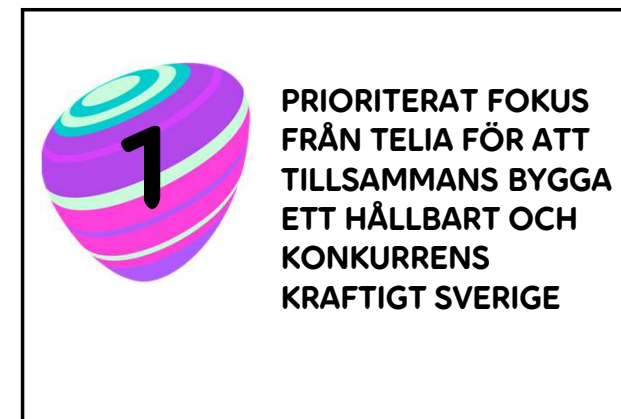 1
PRIORITERAT FOKUS
FRÅN TELIA FÖR ATT
TILLSAMMANS BYGGA
ETT HÅLLBART OCH
KONKURRENS
KRAFTIGT SVERIGE